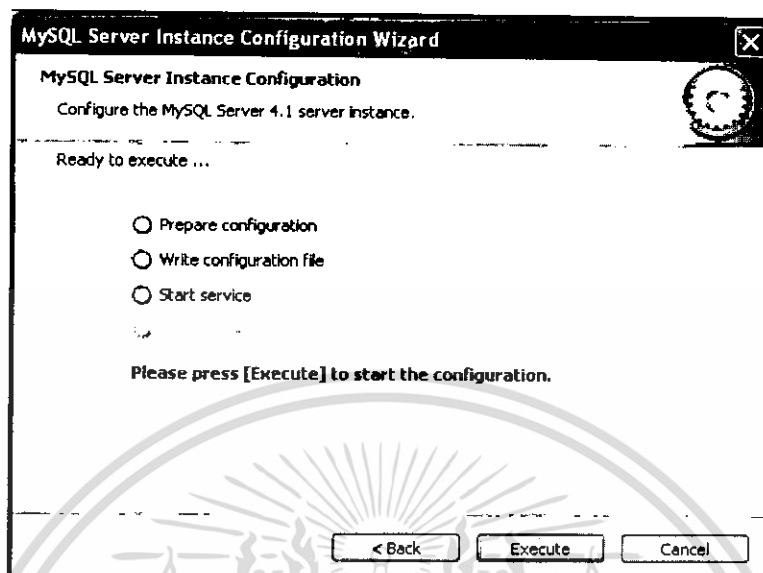 MySQL Server Instance Configuration Wizard
MySQL Server Instance Configuration
Configure the MySQL Server 4.1 server instance.
Ready to execute ...
Prepare configuration
Write configuration file
Start service
Please press [Execute] to start the configuration.
< Back
Execute
Cancel